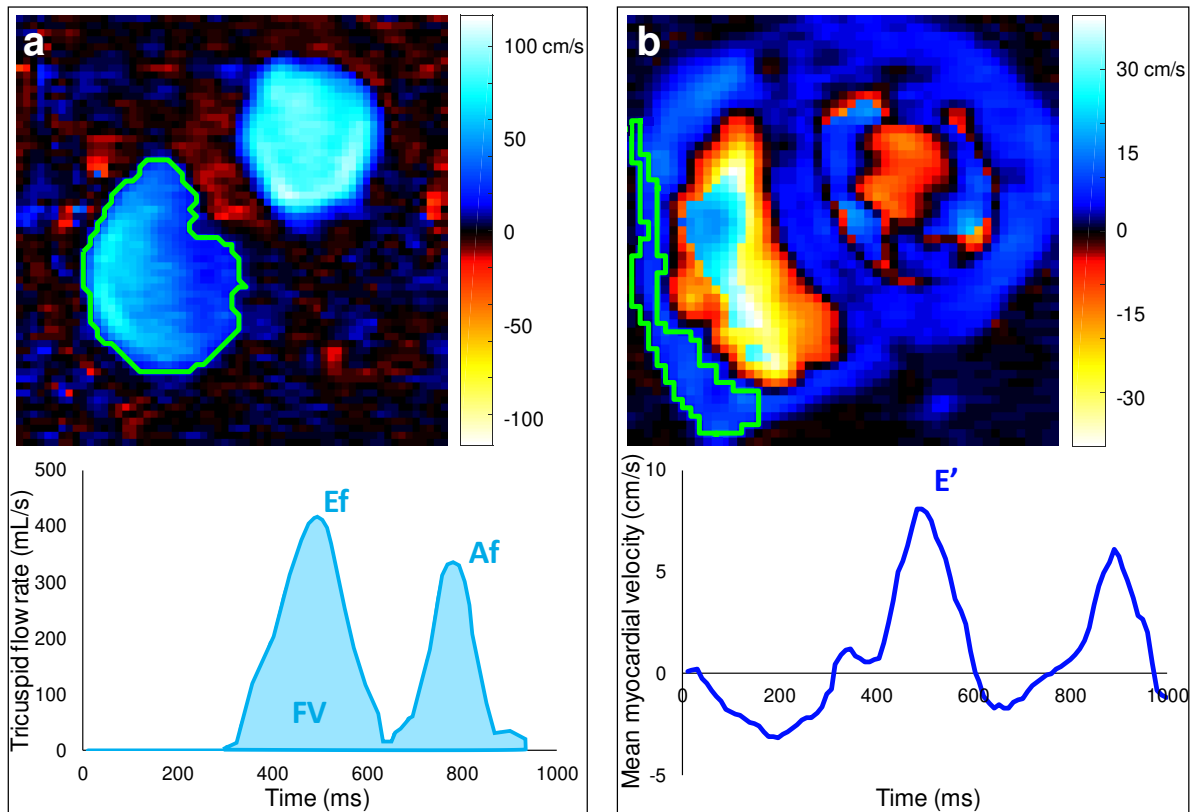 a
100 cm/s
50
0
-50
-100
b
30 cm/s
15
0
-15
-30
Tricuspid flow rate (mL/s)
500
400
300
200
100
0
Ef
Af
FV
0 200 400 600 800 1000
Time (ms)
Mean myocardial velocity (cm/s)
10
5
0
-5
E’
0 200 400 600 800 1000
Time (ms)